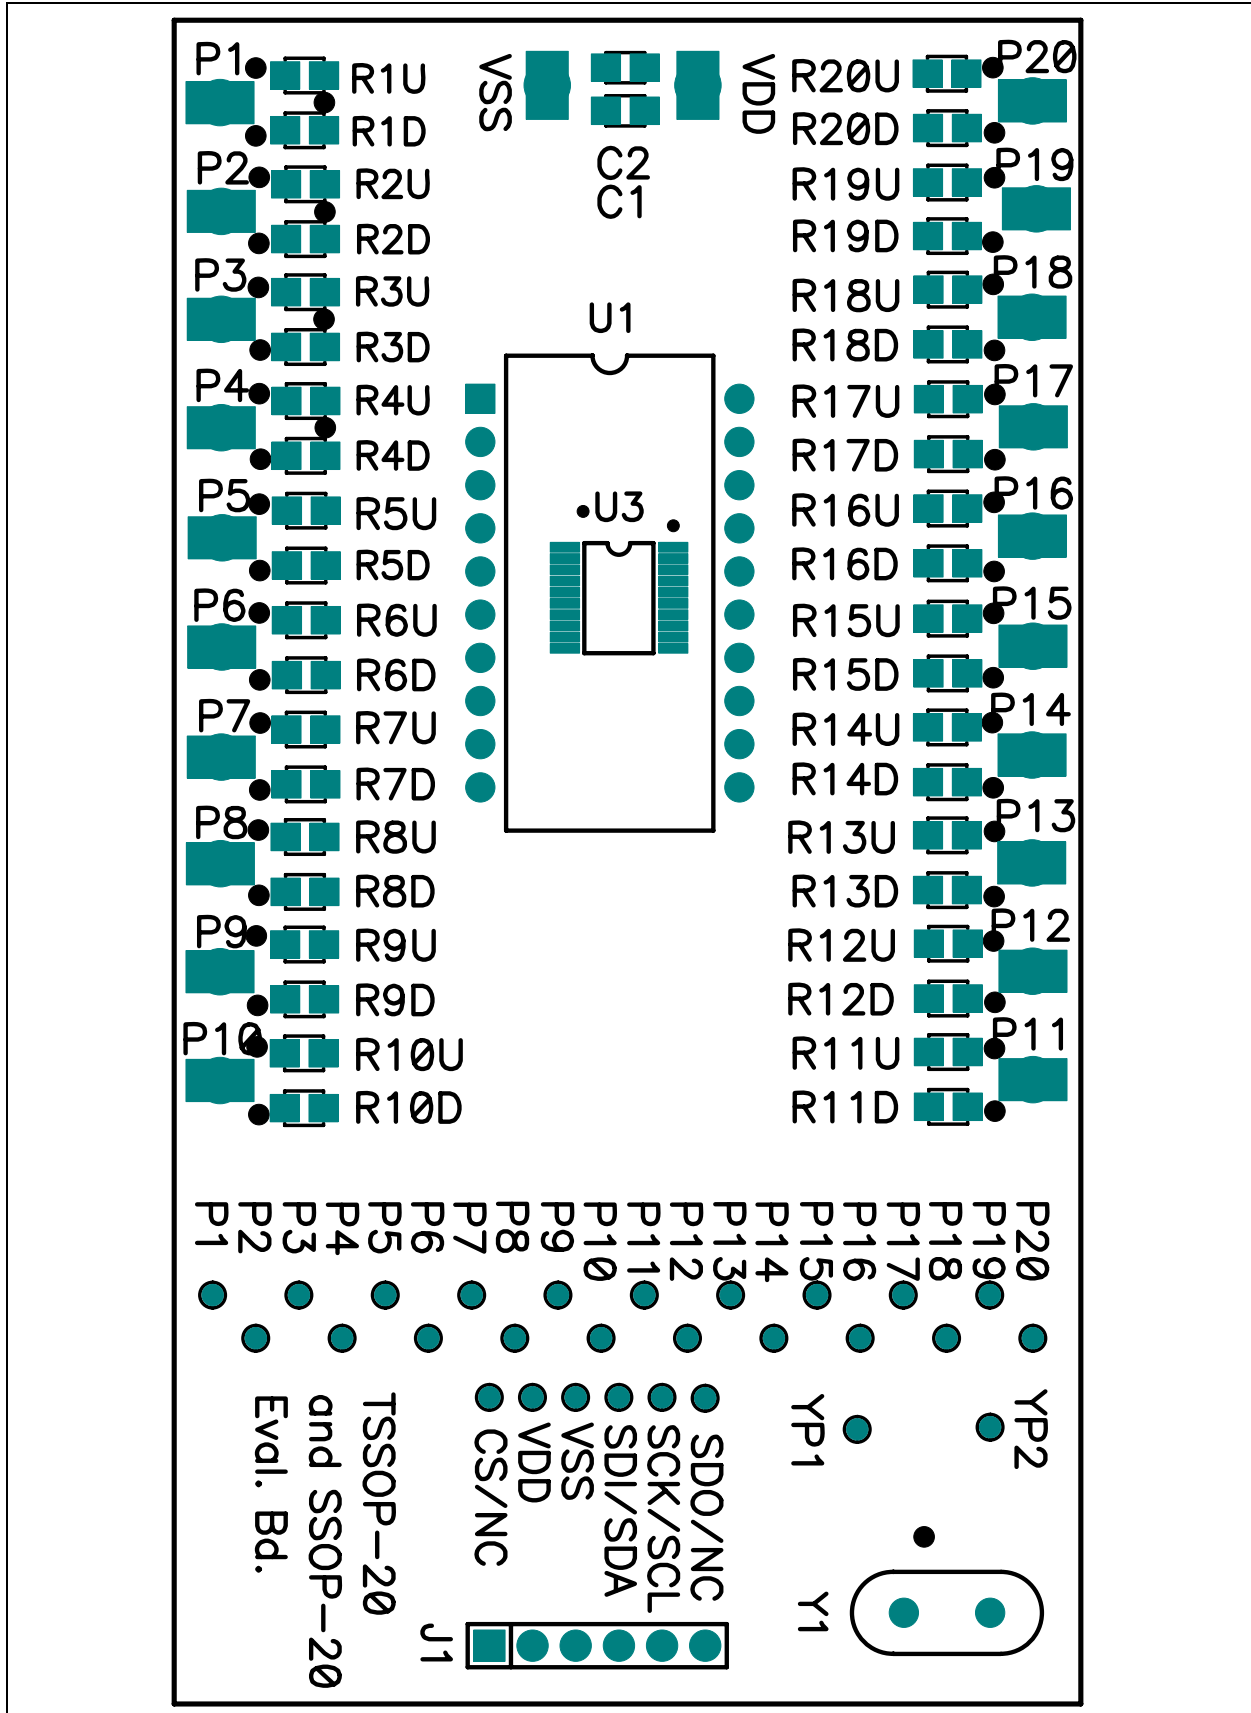 P1
R1U
R1D
P2
R2U
R2D
P3
R3U
R3D
P4
R4U
R4D
P5
R5U
R5D
P6
R6U
R6D
P7
R7U
R7D
P8
R8U
R8D
P9
R9U
R9D
P10
R10U
R10D
VSS
VDD
C2
C1
U1
U3
R20U
P20
R20D
R19U
P19
R19D
R18U
P18
R18D
R17U
P17
R17D
R16U
P16
R16D
R15U
P15
R15D
R14U
P14
R14D
R13U
P13
R13D
R12U
P12
R12D
R11U
P11
R11D
P1
P2
P3
P4
P5
P6
P7
P8
P9
P10
P11
P12
P13
P14
P15
P16
P17
P18
P19
P20
TSSOP-20
and SSOP-20
Eval. Bd.
CS/NC
VDD
VSS
SDI/SDA
SCK/SCL
SDO/NC
J1
YP1
YP2
Y1